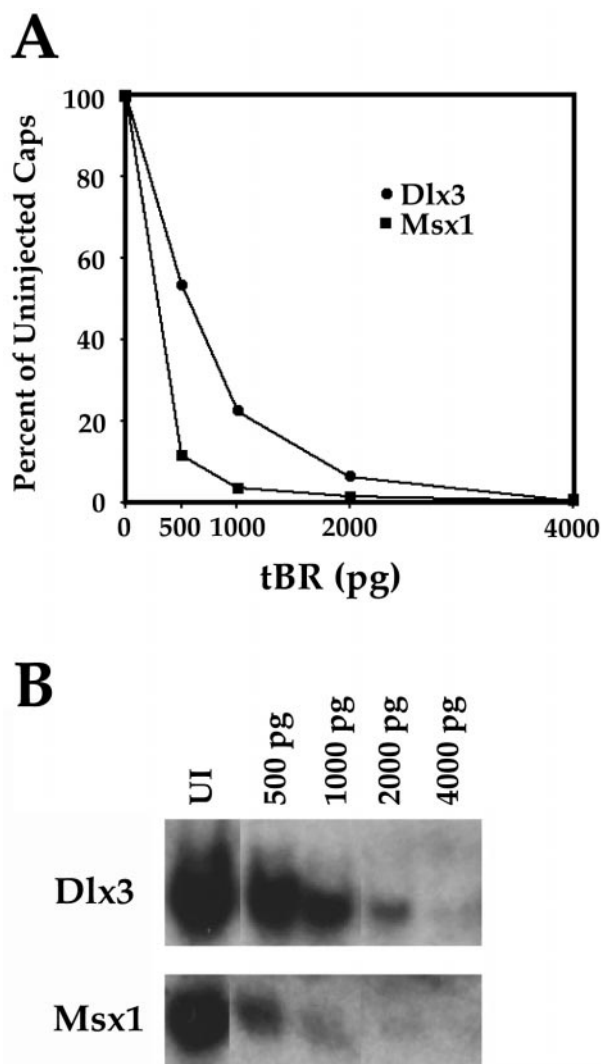 A
Percent of Uninjected Caps
100
80
60
40
20
0
Dlx3
Msx1
0 500 1000 2000 4000
tBR (pg)
B
UI 500 pg 1000 pg 2000 pg 4000 pg
Dlx3
Msx1